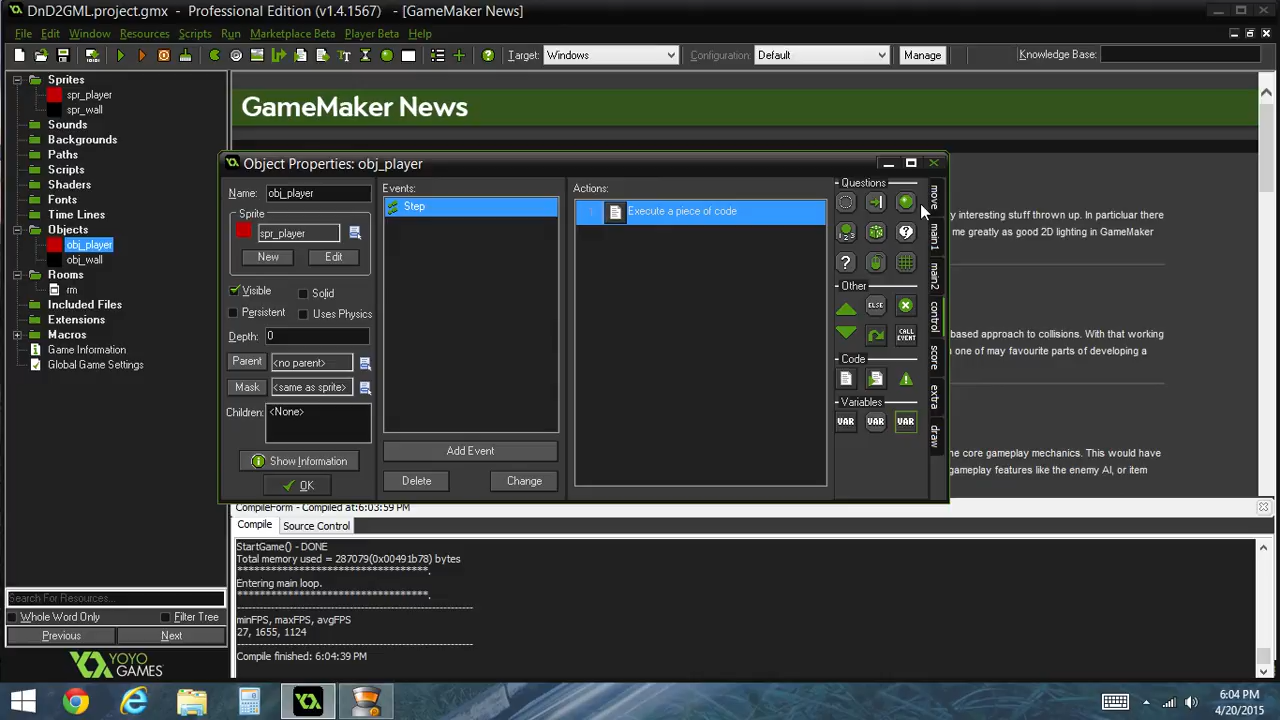 DnD2GML.project.gmx - Professional Edition (v1.4.1567) - [GameMaker News]
File Edit Window Resources Scripts Run Marketplace Beta Player Beta Help
Target: Windows Configuration: Default Manage Knowledge Base:
Sprites
spr_player
spr_wall
Sounds
Backgrounds
Paths
Scripts
Shaders
Fonts
Time Lines
Objects
obj_player
obj_wall
Rooms
rm
Included Files
Extensions
Macros
Game Information
Global Game Settings
Search For Resources...
Whole Word Only Filter Tree
Previous Next
YOYO
GAMES
GameMaker News
Object Properties: obj_player
Name: obj_player
Sprite
spr_player
New Edit
Visible Solid
Persistent Uses Physics
Depth: 0
Parent <no parent>
Mask <same as sprite>
Children: <None>
Show Information
OK
Events:
Step
Add Event
Delete Change
Actions:
1 Execute a piece of code
Questions
Other
ELSE
CALL
EVENT
Code
Variables
VAR VAR VAR
move
main1
main2
control
score
extra
draw
y interesting stuff thrown up. In particluar there
me greatly as good 2D lighting in GameMaker
based approach to collisions. With that working
n one of may favourite parts of developing a
he core gameplay mechanics. This would have
gameplay features like the enemy AI, or item
CompileForm - Compiled at:6:03:59 PM
Compile Source Control
StartGame() - DONE
Total memory used = 287079(0x00491b78) bytes
***********************************.
Entering main loop.
***********************************.
--------------------------------------------------------------
minFPS, maxFPS, avgFPS
27, 1655, 1124
--------------------------------------------------------------
Compile finished: 6:04:39 PM
6:04 PM
4/20/2015